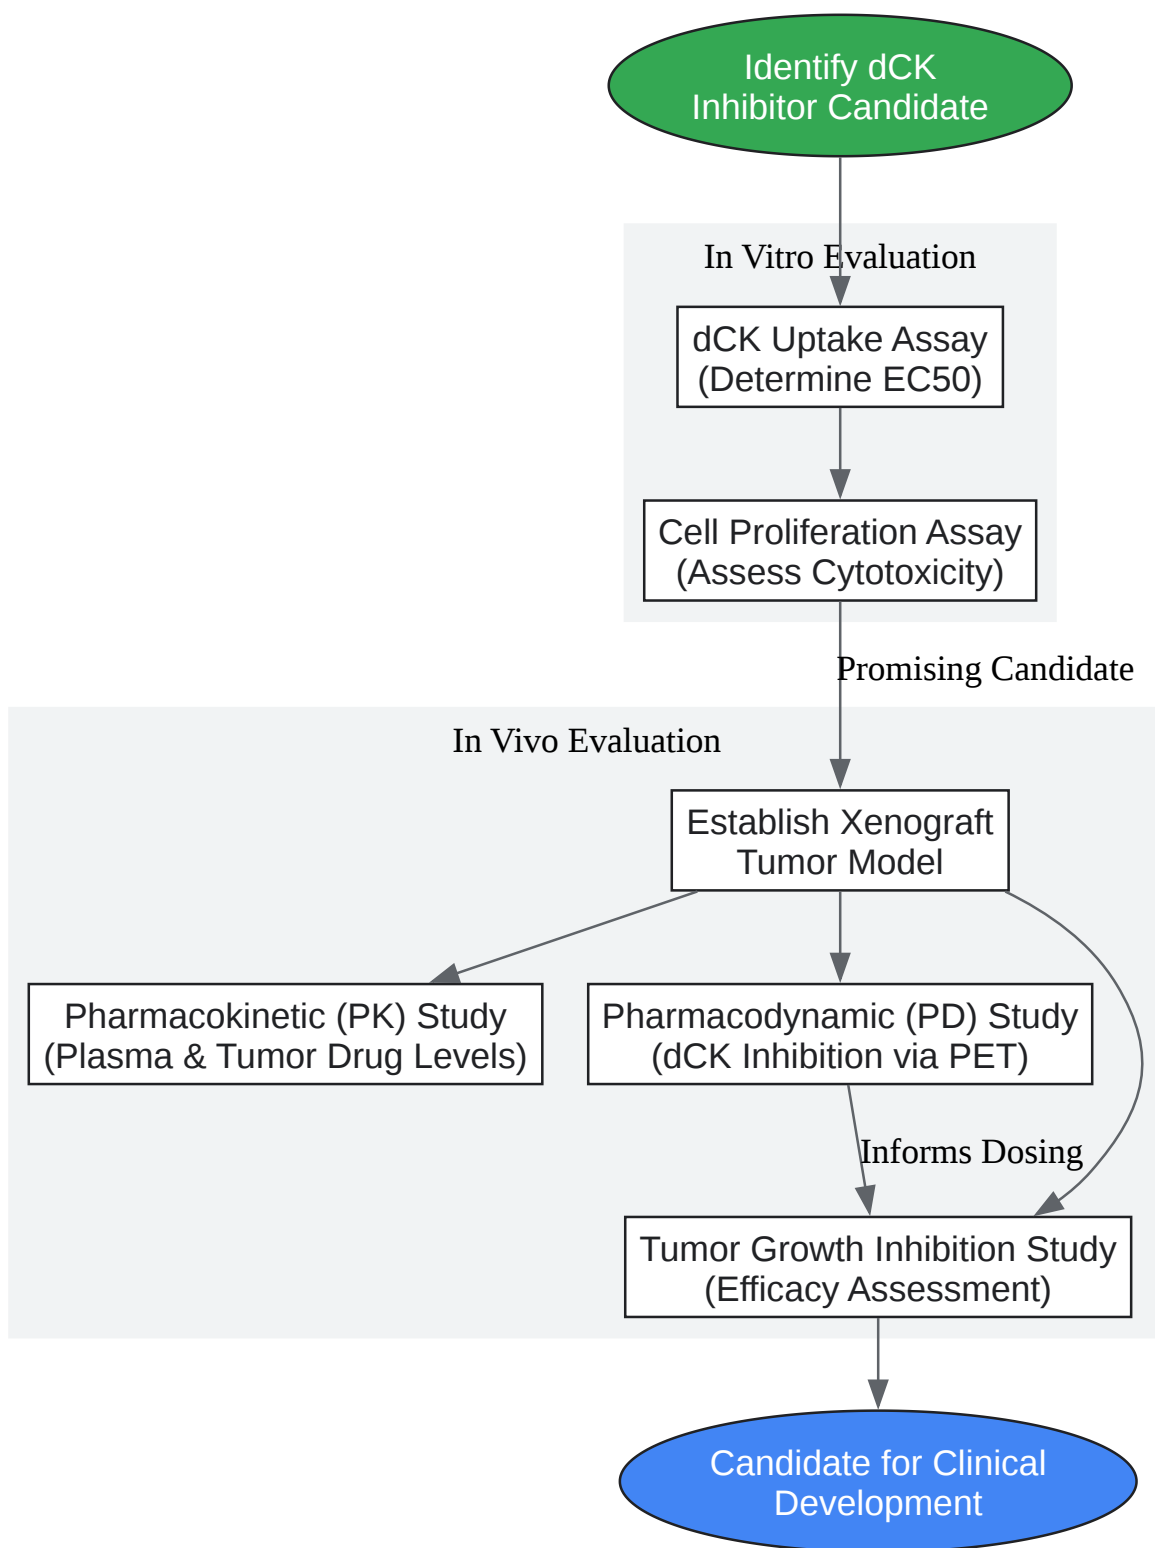 Identify dCK
Inhibitor Candidate
In Vitro Evaluation
dCK Uptake Assay
(Determine EC50)
Cell Proliferation Assay
(Assess Cytotoxicity)
Promising Candidate
In Vivo Evaluation
Establish Xenograft
Tumor Model
Pharmacokinetic (PK) Study
(Plasma & Tumor Drug Levels)
Pharmacodynamic (PD) Study
(dCK Inhibition via PET)
Informs Dosing
Tumor Growth Inhibition Study
(Efficacy Assessment)
Candidate for Clinical
Development